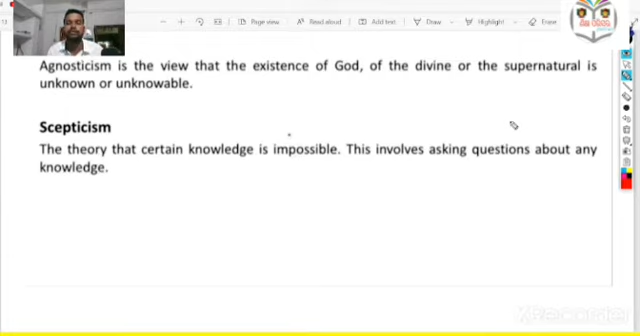 Page view
Read aloud
Add text
Draw
Highlight
Erase
Agnosticism is the view that the existence of God, of the divine or the supernatural is
unknown or unknowable.
Scepticism
The theory that certain knowledge is impossible. This involves asking questions about any
knowledge.